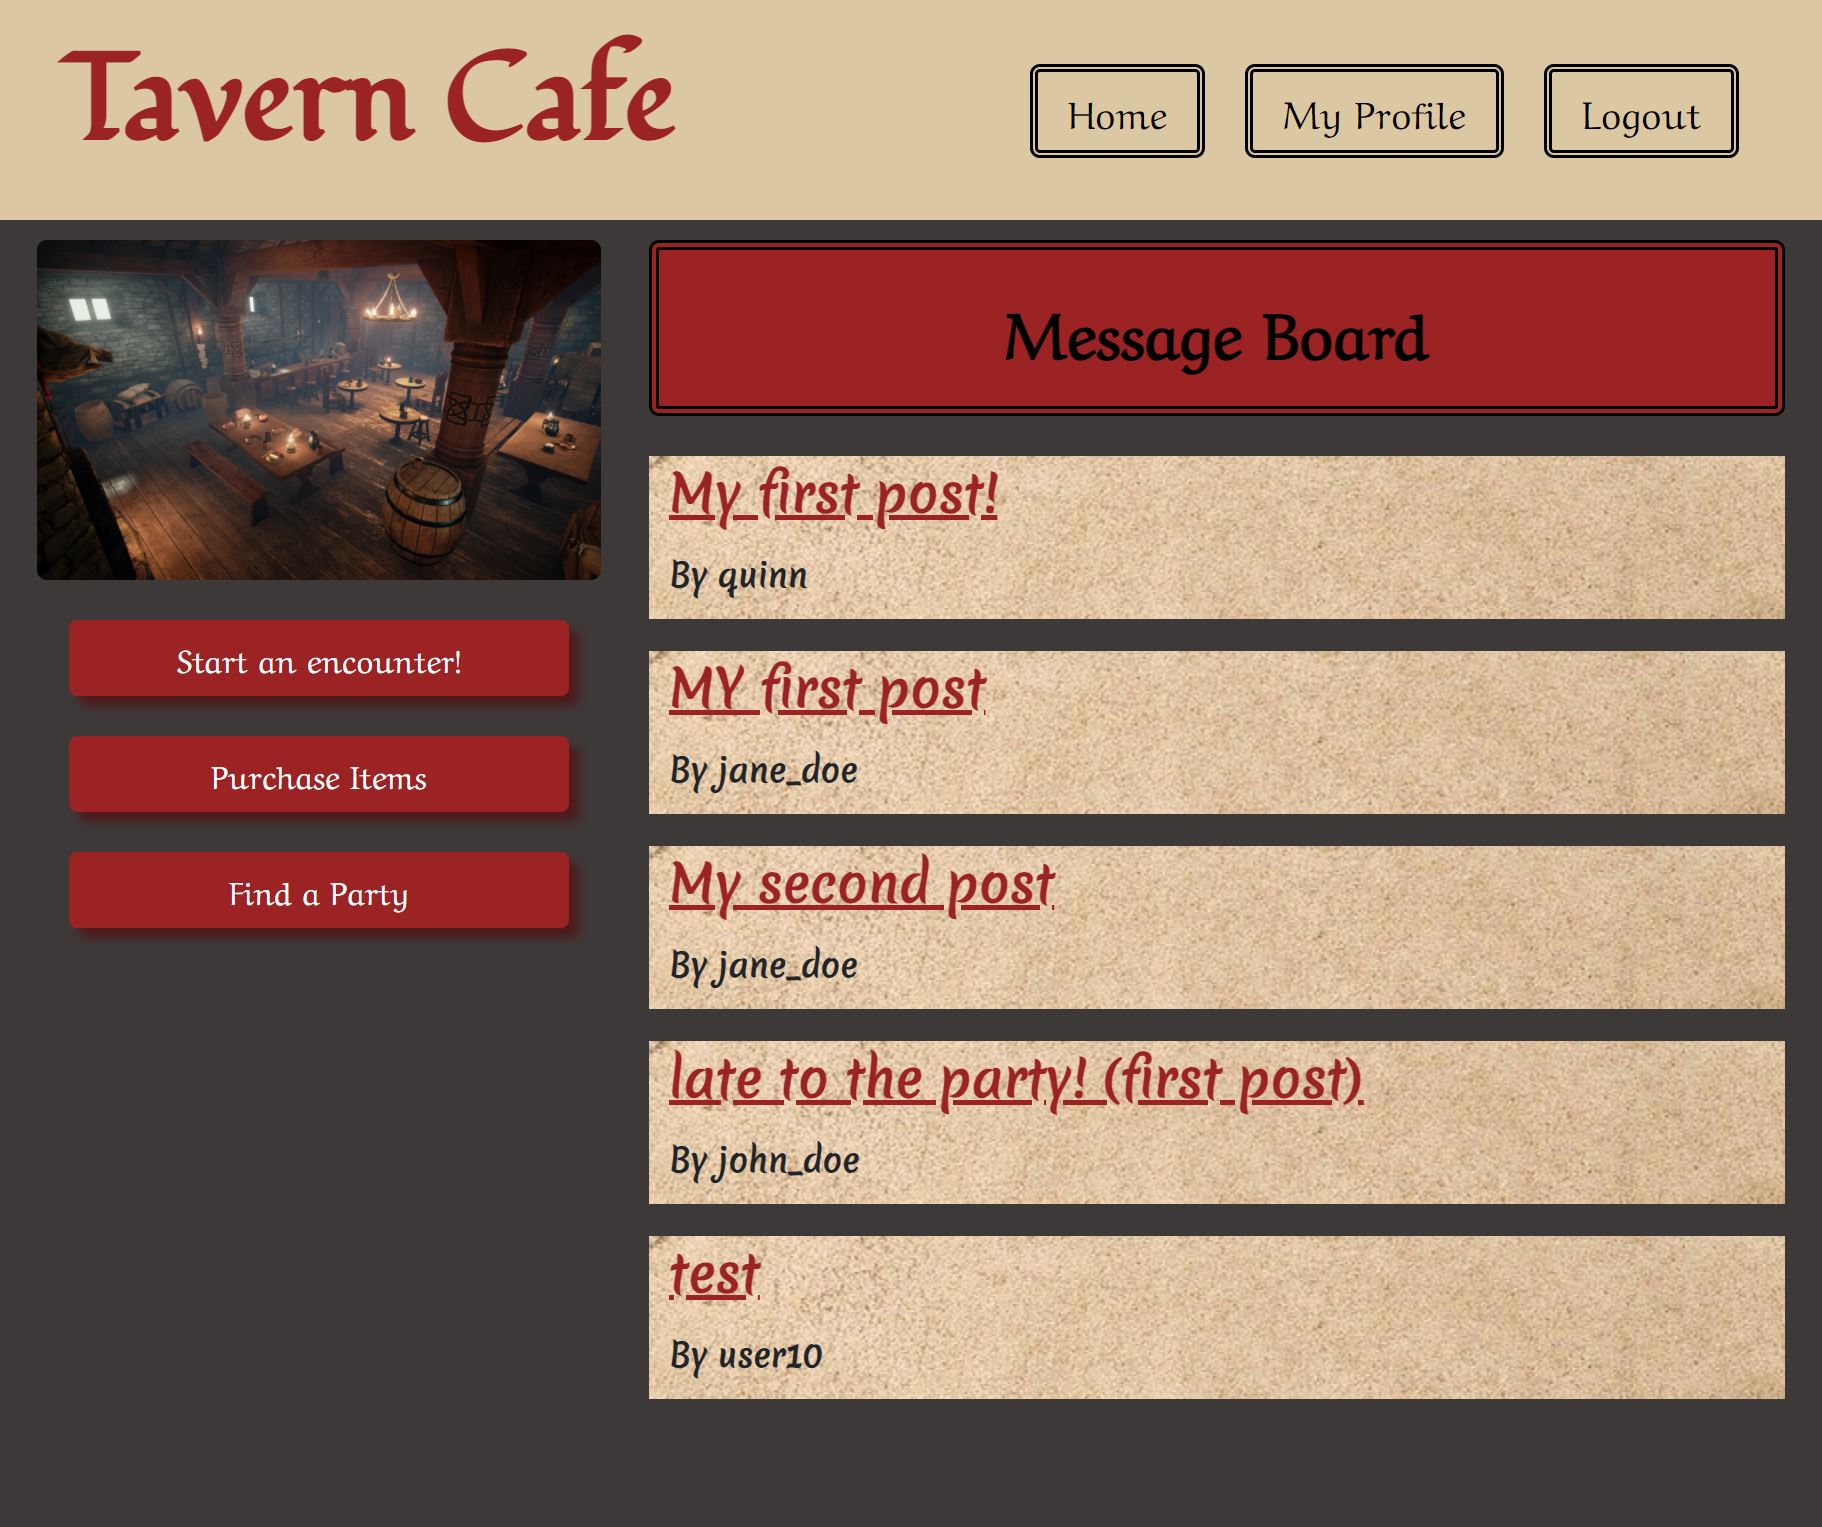 Tavern Cafe
Home
My Profile
Logout
Message Board
My first post!
By quinn
MY first post
By jane_doe
My second post
By jane_doe
late to the party! (first post)
By john_doe
test
By user10
Start an encounter!
Purchase Items
Find a Party